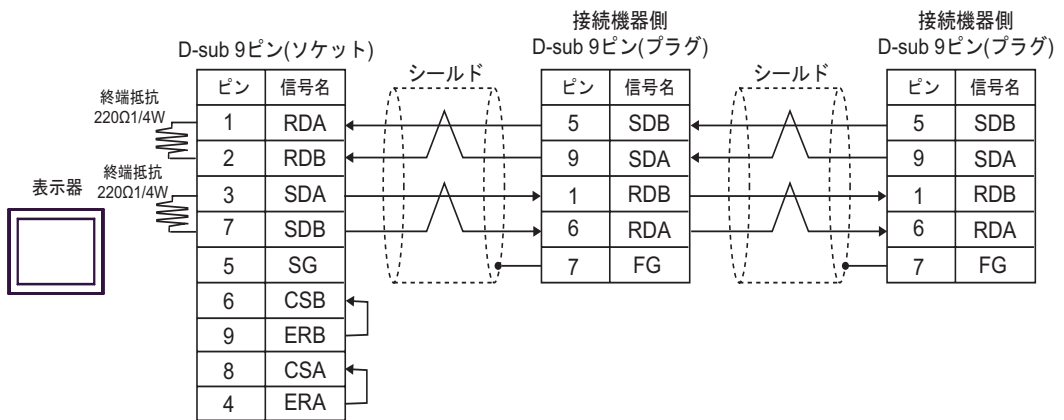 接続機器側
D-sub 9ピン(プラグ)
接続機器側
D-sub 9ピン(プラグ)
D-sub 9ピン(ソケット)
シールド
シールド
終端抵抗
220Ω1/4W
終端抵抗
220Ω1/4W
表示器
ピン 信号名
1 RDA
2 RDB
3 SDA
7 SDB
5 SG
6 CSB
9 ERB
8 CSA
4 ERA
ピン 信号名
5 SDB
9 SDA
1 RDB
6 RDA
7 FG
ピン 信号名
5 SDB
9 SDA
1 RDB
6 RDA
7 FG